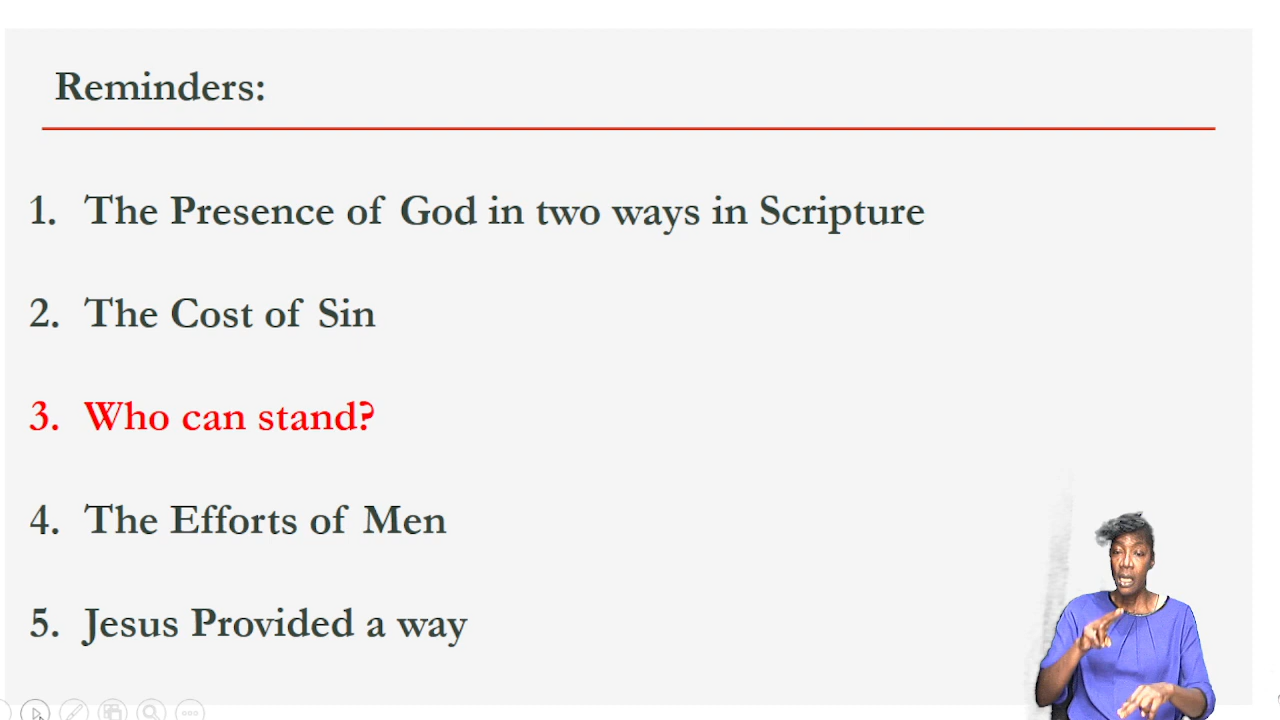 Reminders:
1. The Presence of God in two ways in Scripture
2. The Cost of Sin
3. Who can stand?
4. The Efforts of Men
5. Jesus Provided a way